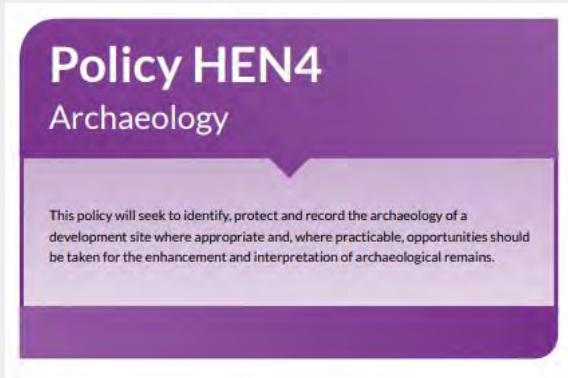 Policy HEN4
Archaeology
This policy will seek to identify, protect and record the archaeology of a
development site where appropriate and, where practicable, opportunities should
be taken for the enhancement and interpretation of archaeological remains.